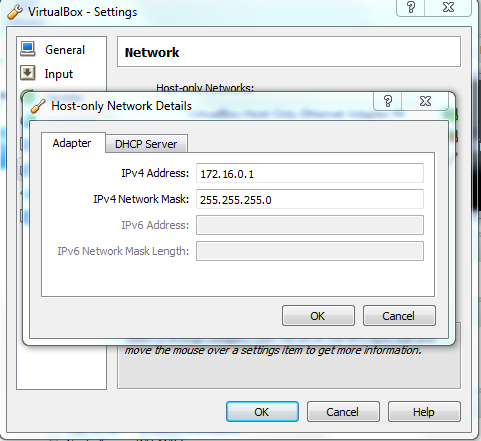 VirtualBox - Settings
General
Input
Network
Host-only Networks:
Host-only Network Details
Adapter
DHCP Server
IPv4 Address: 172.16.0.1
IPv4 Network Mask: 255.255.255.0
IPv6 Address:
IPv6 Network Mask Length:
OK Cancel
move the mouse over a settings item to get more information.
OK Cancel Help